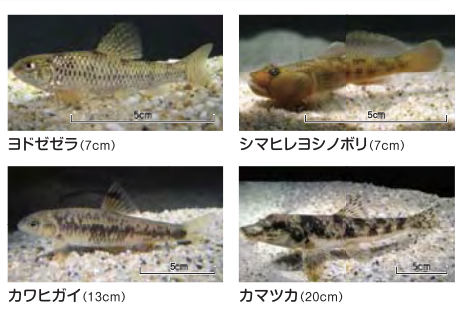 5cm
5cm
ヨドゼゼラ(7cm)
シマヒレヨシノボリ(7cm)
5cm
5cm
カワヒガイ(13cm)
カマツカ(20cm)